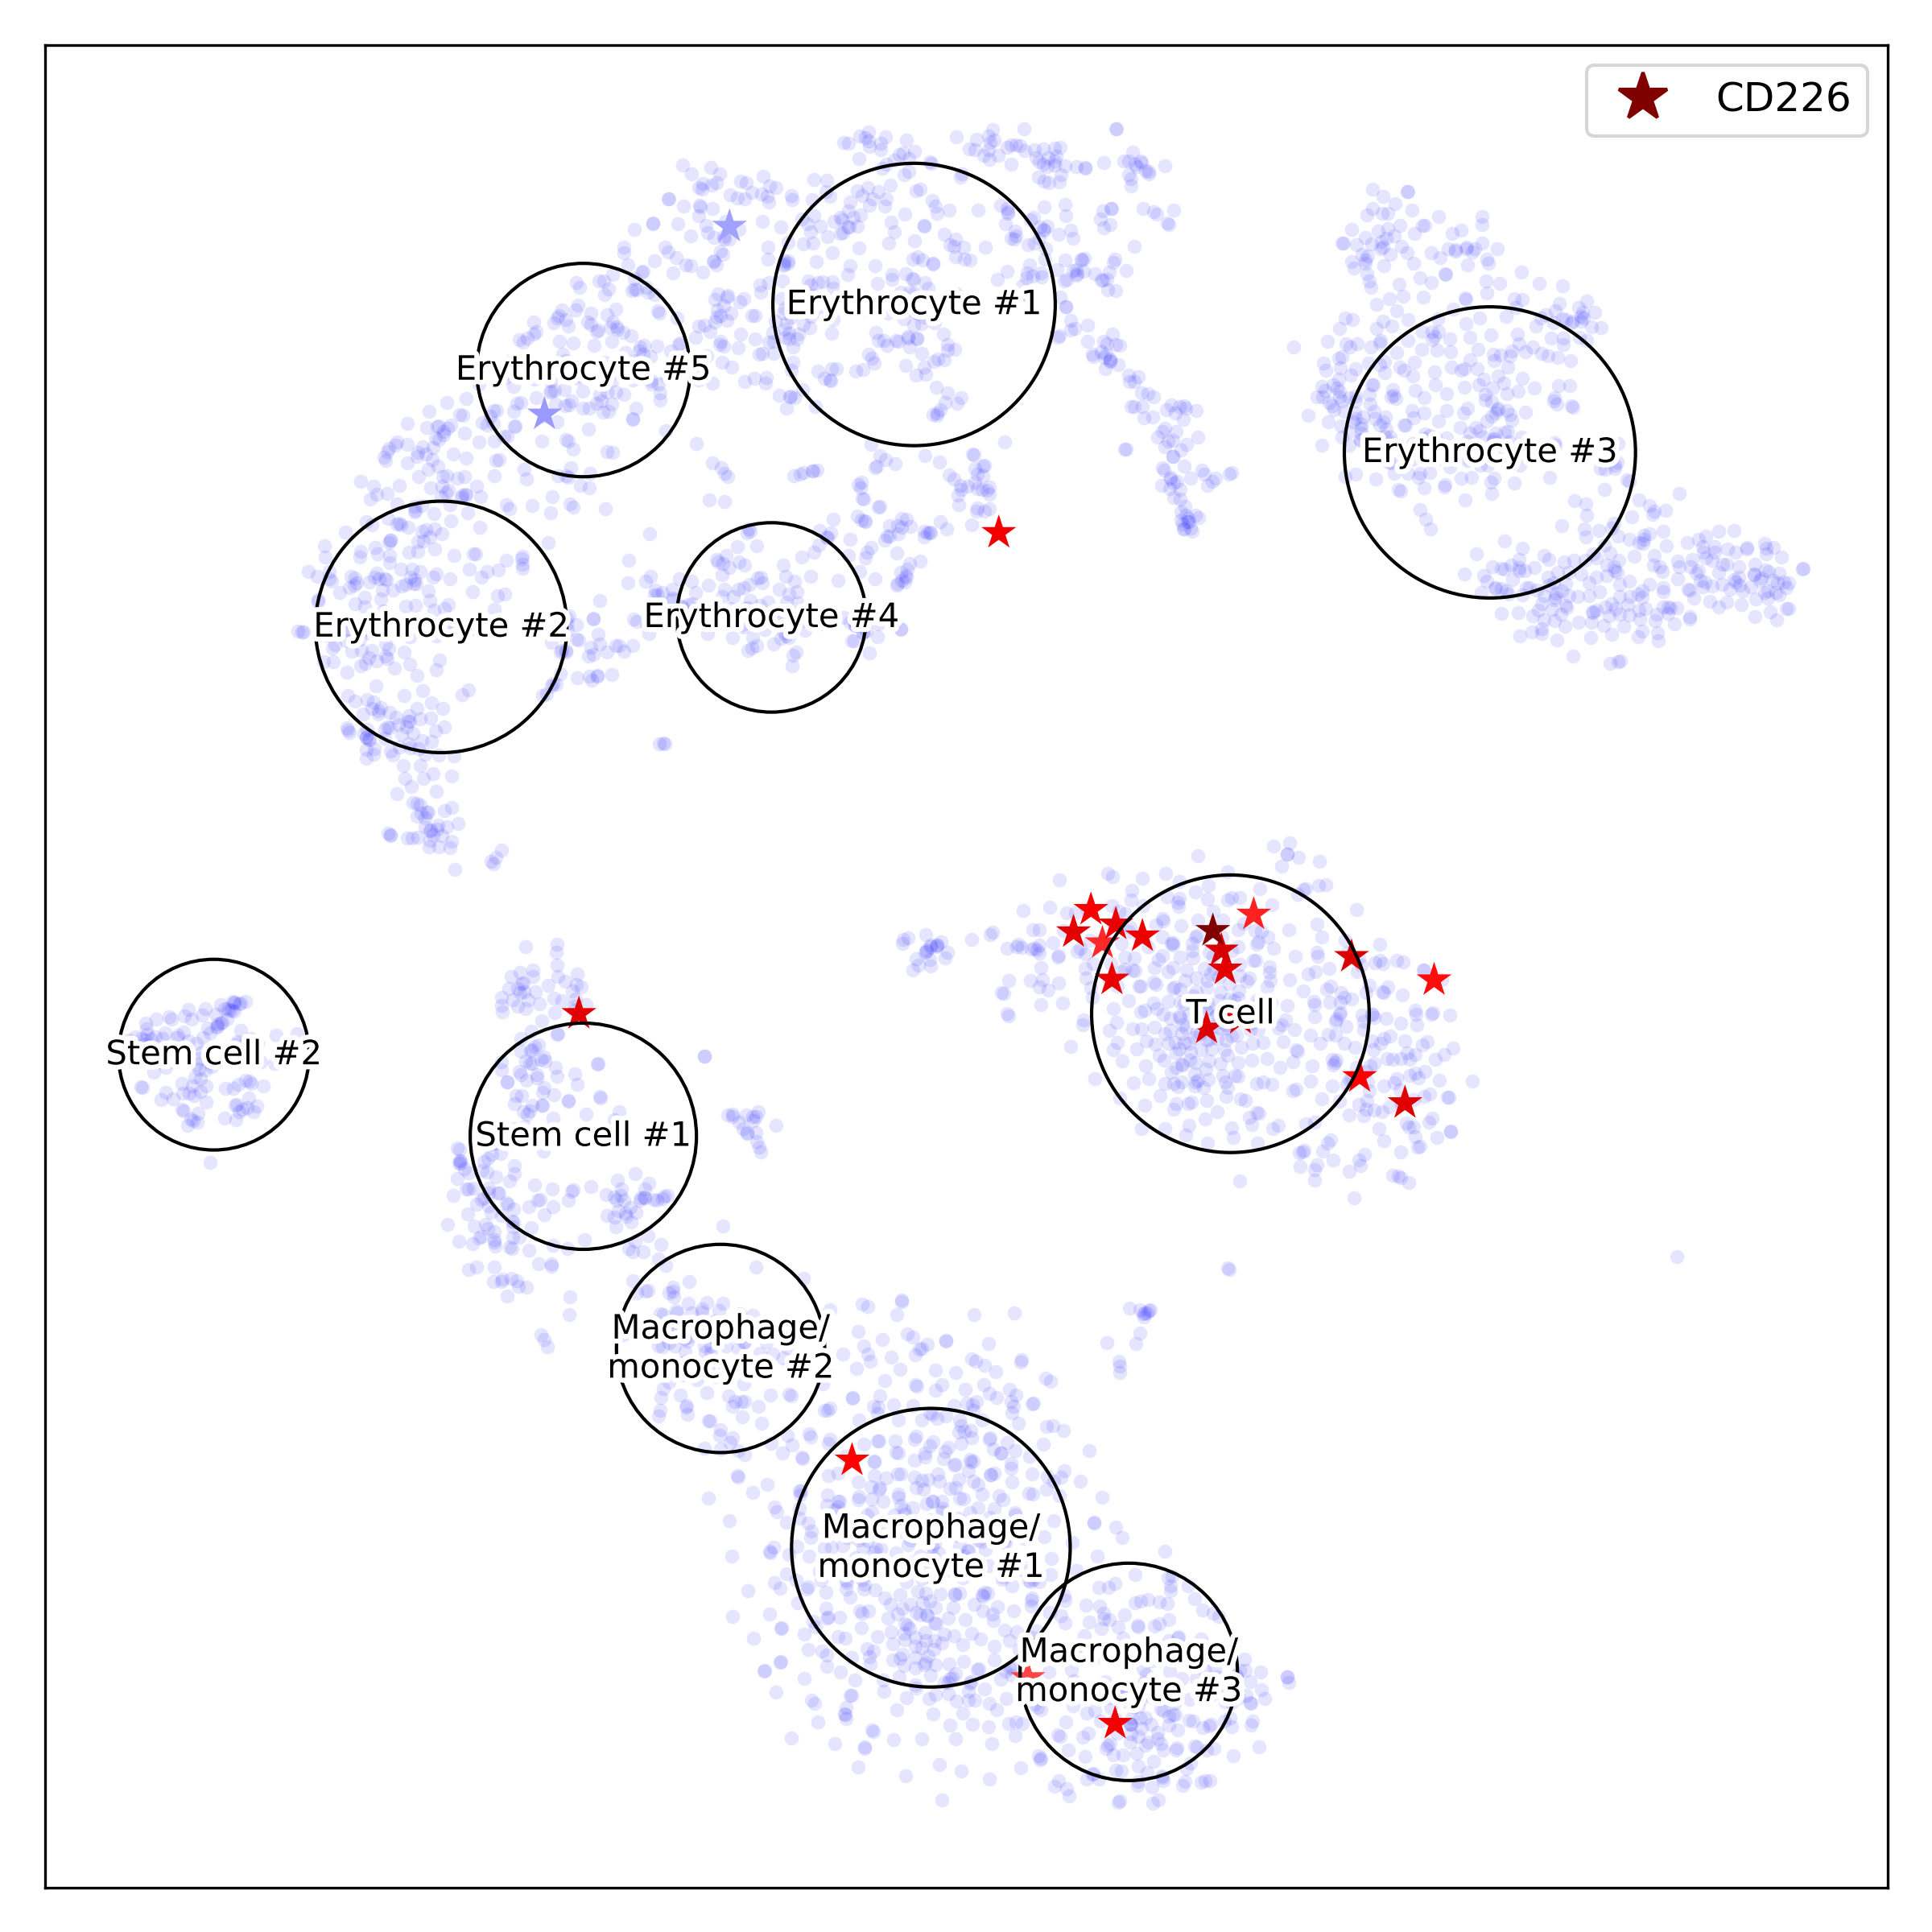 CD226
Erythrocyte #1
Erythrocyte #5
Erythrocyte #3
Erythrocyte #4
Erythrocyte #2
T cell
Stem cell #2
Stem cell #1
Macrophage/
monocyte #2
Macrophage/
monocyte #1
Macrophage/
monocyte #3